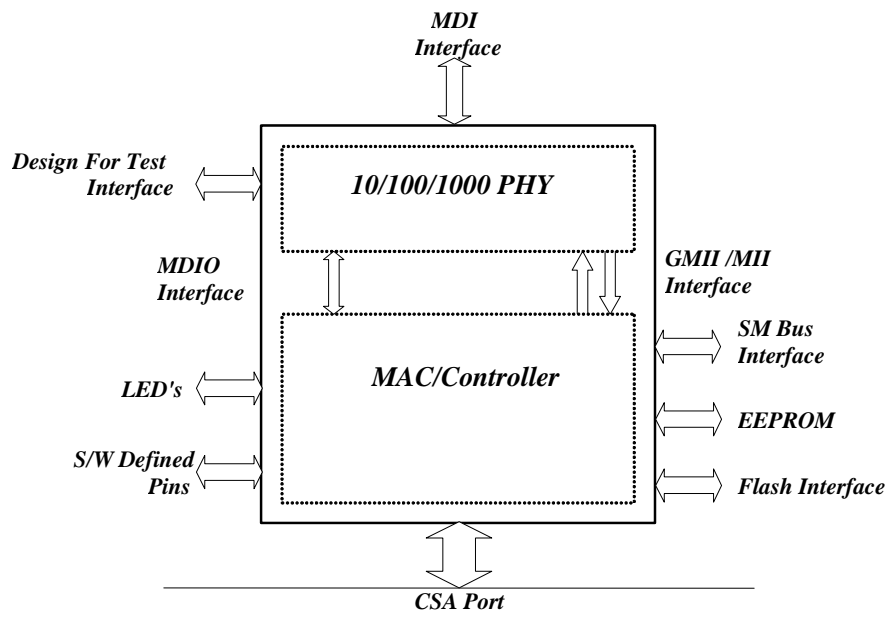 MDI
Interface
Design For Test
Interface
10/100/1000 PHY
MDIO
Interface
GMII /MII
Interface
SM Bus
Interface
MAC/Controller
LED's
EEPROM
S/W Defined
Pins
Flash Interface
CSA Port